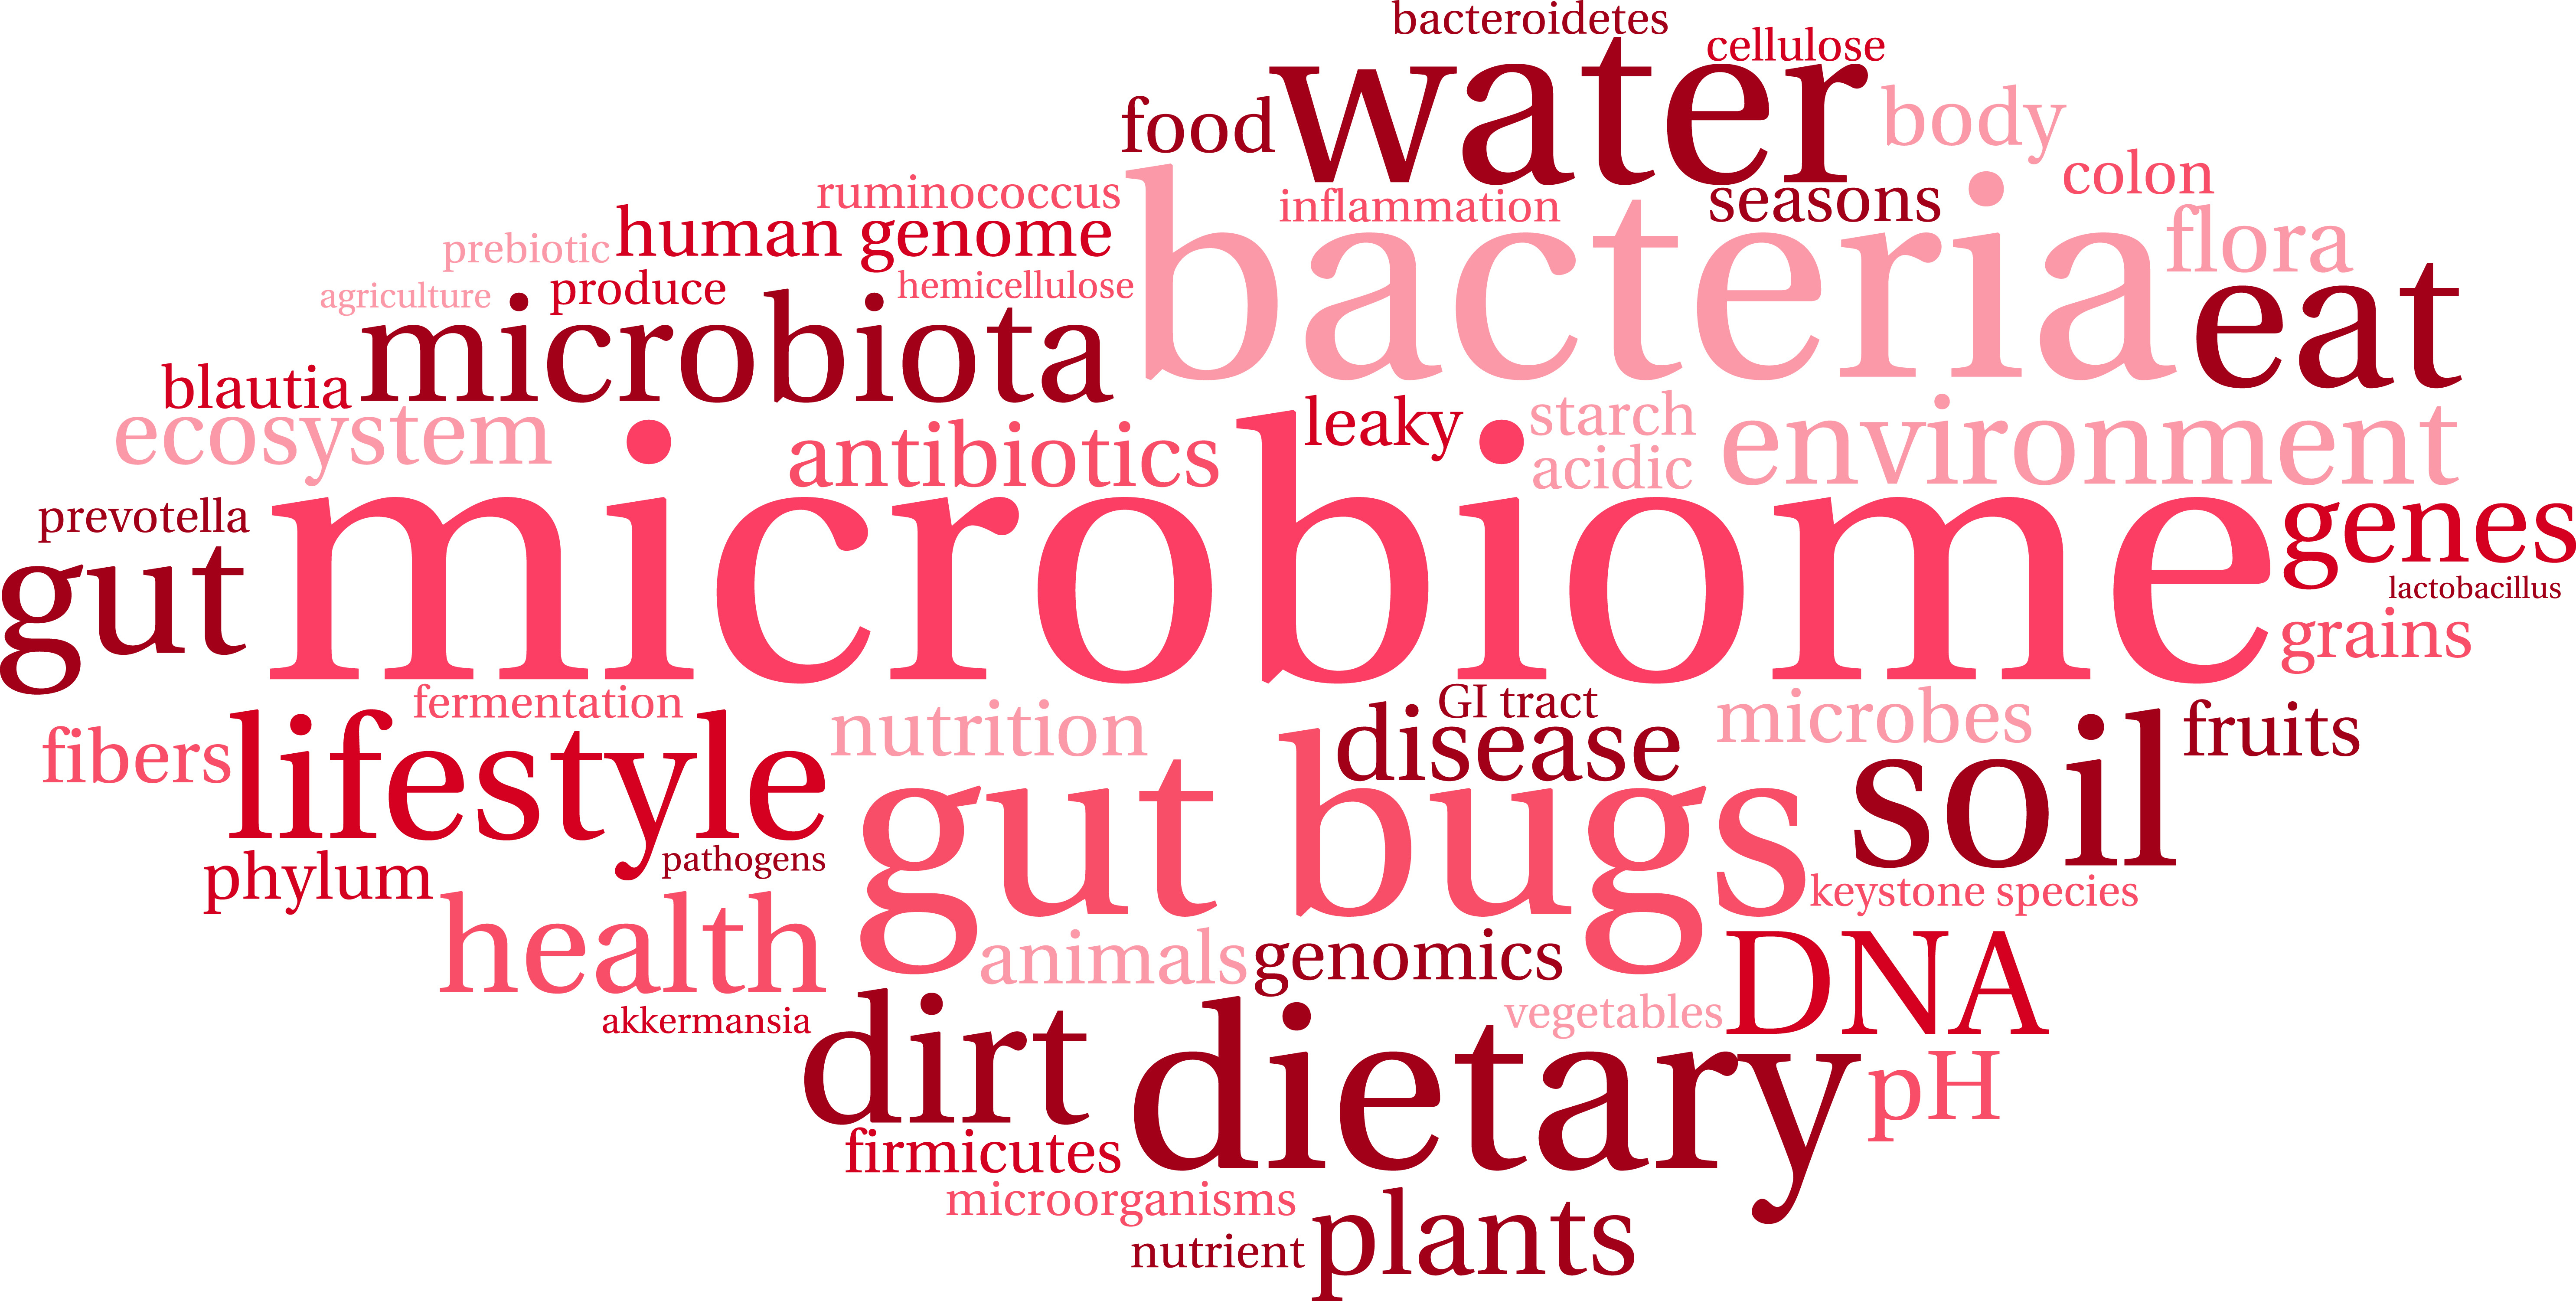 bacteroidetes
cellulose
water
food
body
colon
ruminococcus
inflammation
seasons
human genome
bacteria
flora
prebiotic
agriculture
produce
hemicellulose
eat
microbiota
blautia
ecosystem
antibiotics
leaky
starch
acidic
environment
prevotella
microbiome
genes
gut
lactobacillus
grains
fermentation
nutrition
GI tract
microbes
fruits
fibers
lifestyle
disease
soil
pathogens
gut bugs
phylum
keystone species
health
animals
genomics
DNA
akkermansia
vegetables
dirt
dietary
pH
firmicutes
microorganisms
plants
nutrient